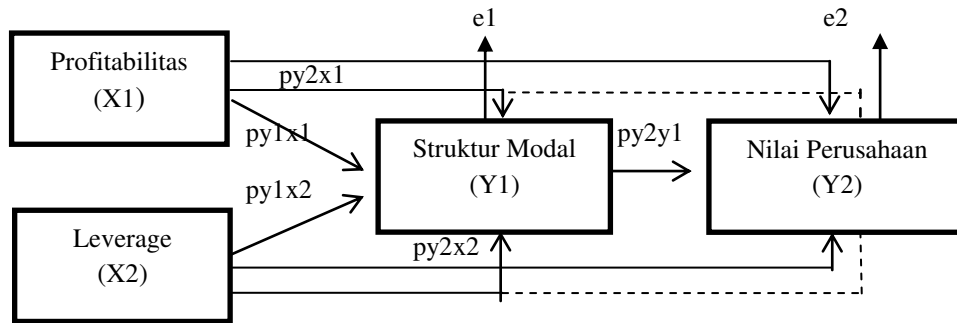 e1
e2
Profitabilitas
(X1)
py2x1
py1x1
Struktur Modal
(Y1)
py2y1
Nilai Perusahaan
(Y2)
py1x2
Leverage
(X2)
py2x2